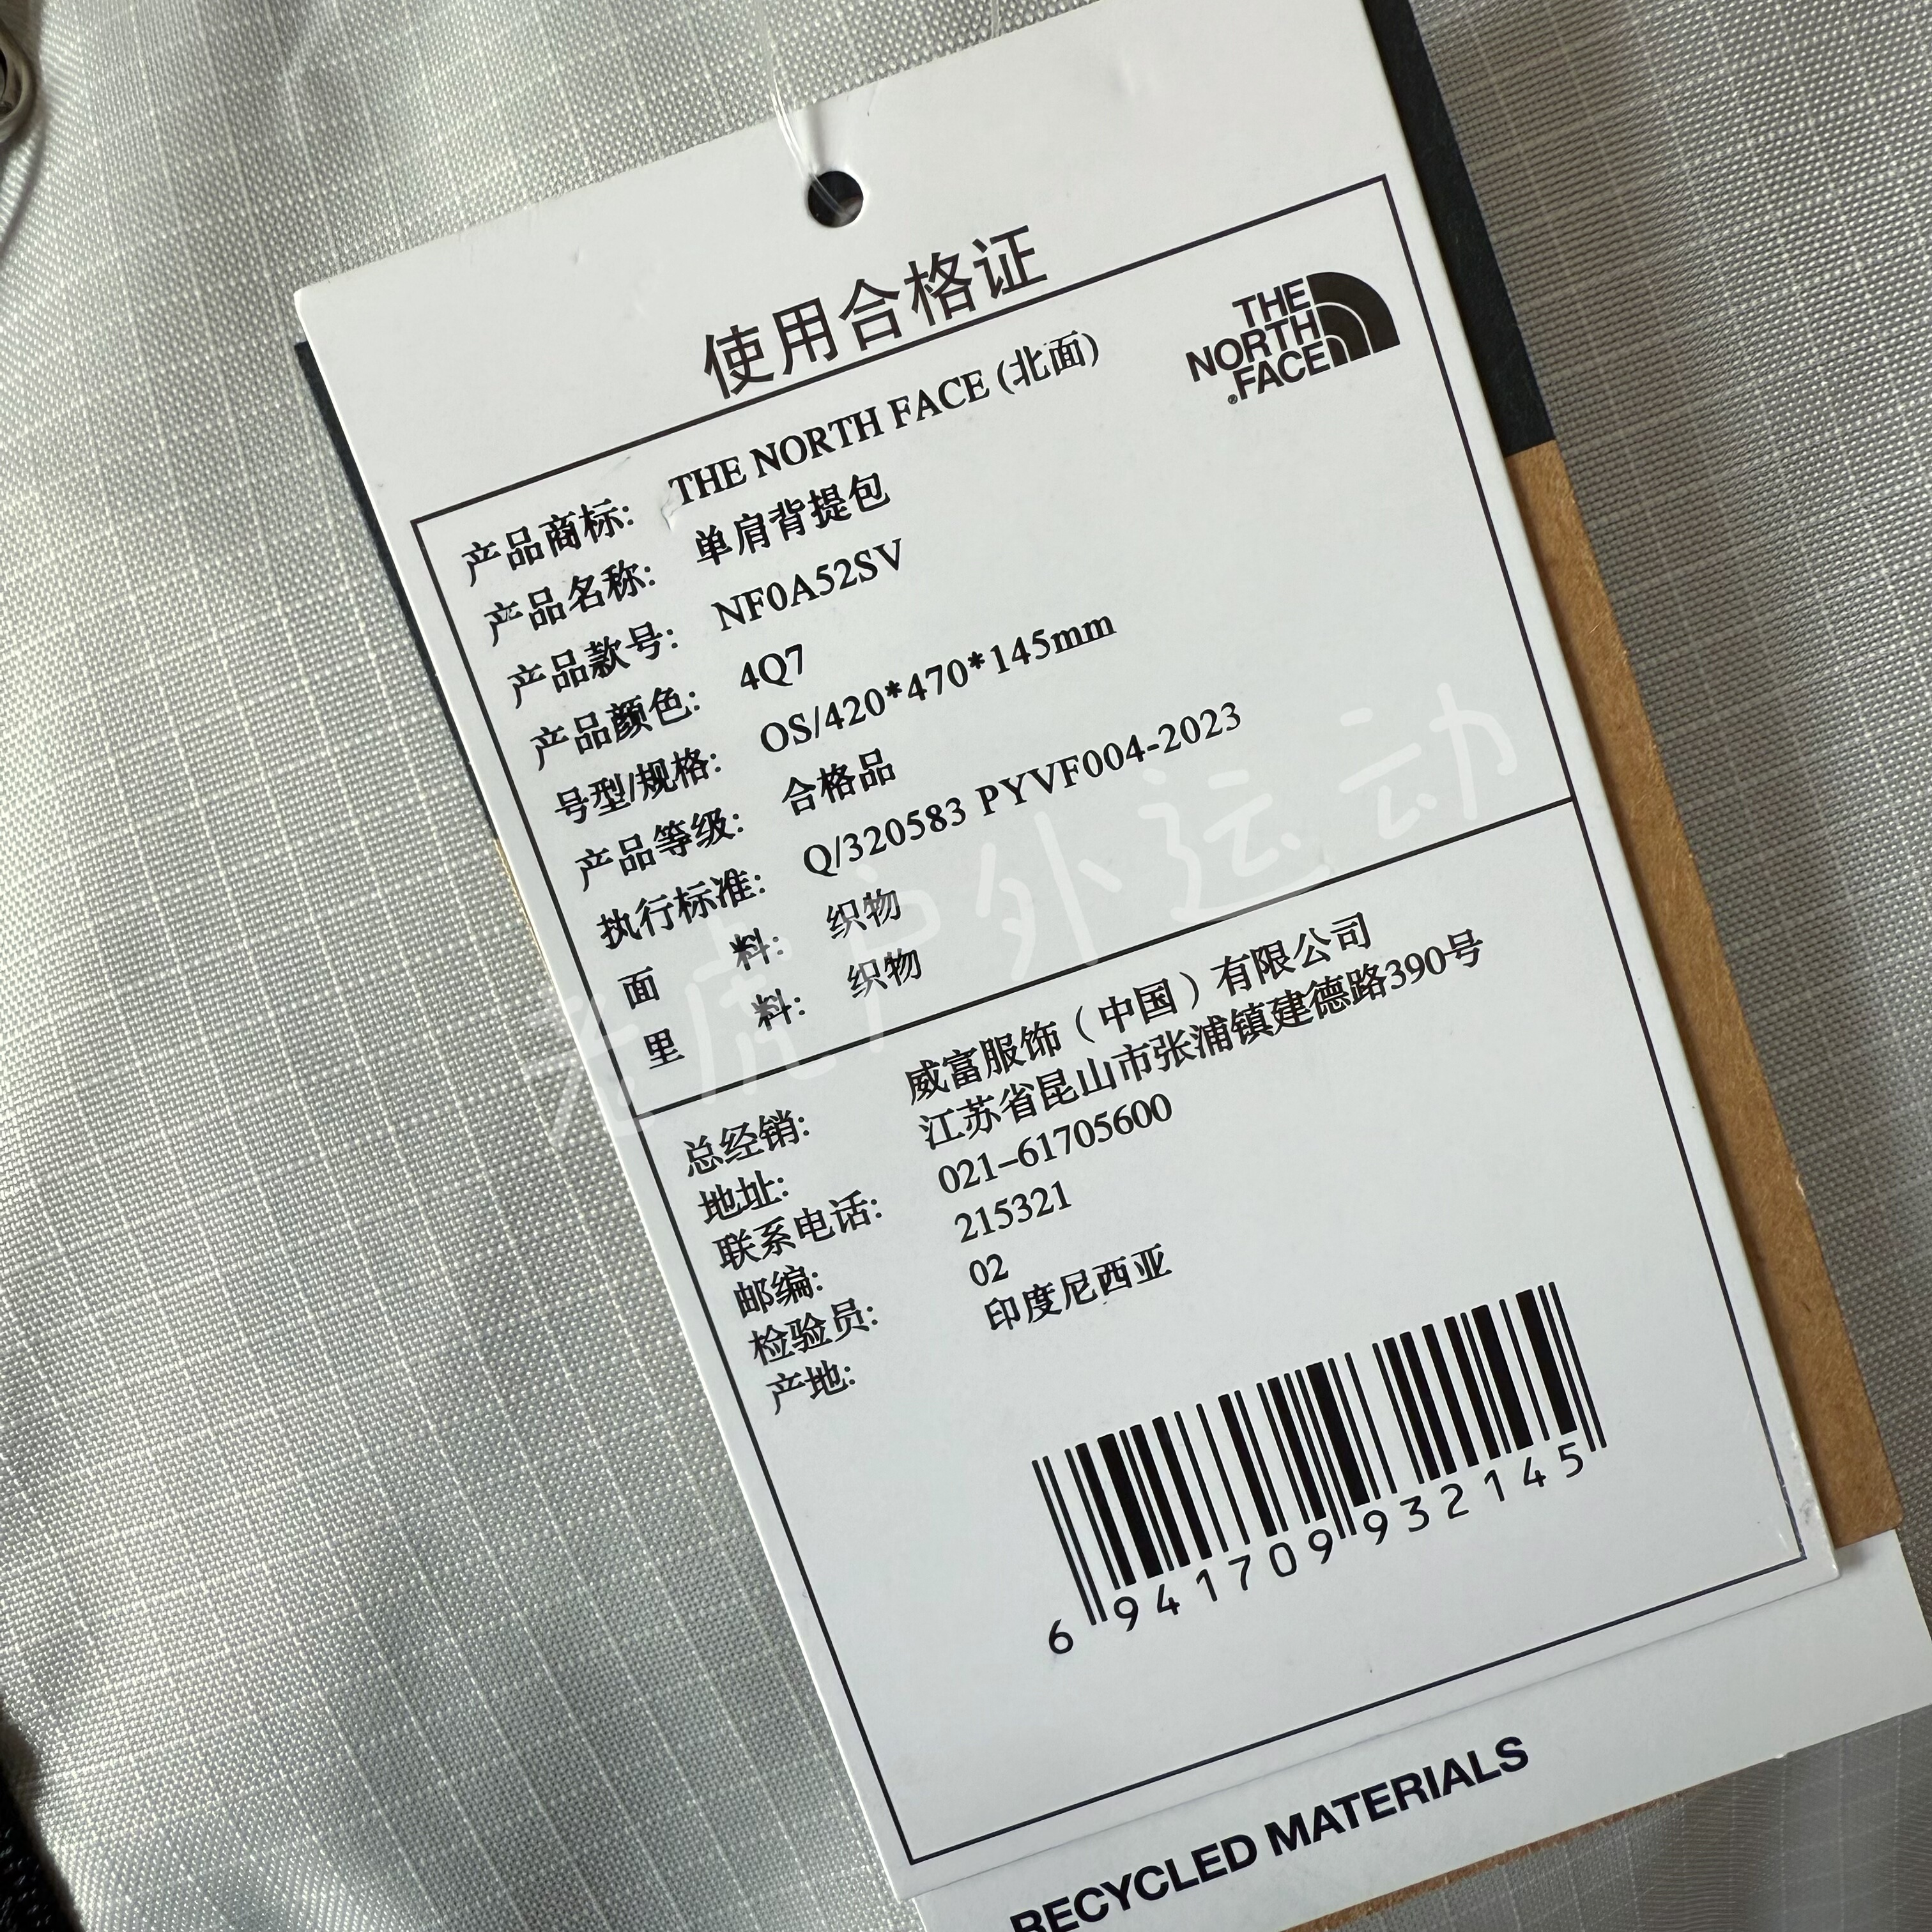 使用合格证
THE
NORTH
FACE®
产品商标: THE NORTH FACE (北面)
产品名称: 单肩背提包
产品款号: NF0A52SV
产品颜色: 4Q7
号型/规格: OS/420*470*145mm
产品等级: 合格品
执行标准: Q/320583 PYVF004-2023
面 料: 织物
里 料: 织物
老虎户外运动
总经销: 威富服饰（中国）有限公司
地址: 江苏省昆山市张浦镇建德路390号
联系电话: 021-61705600
邮编: 215321
检验员: 02
产地: 印度尼西亚
6 941709 932145
RECYCLED MATERIALS